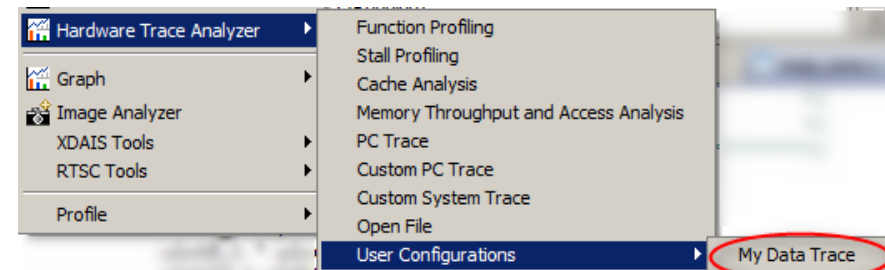 Hardware Trace Analyzer
Graph
Image Analyzer
XDAIS Tools
RTSC Tools
Profile
Function Profiling
Stall Profiling
Cache Analysis
Memory Throughput and Access Analysis
PC Trace
Custom PC Trace
Custom System Trace
Open File
User Configurations
My Data Trace